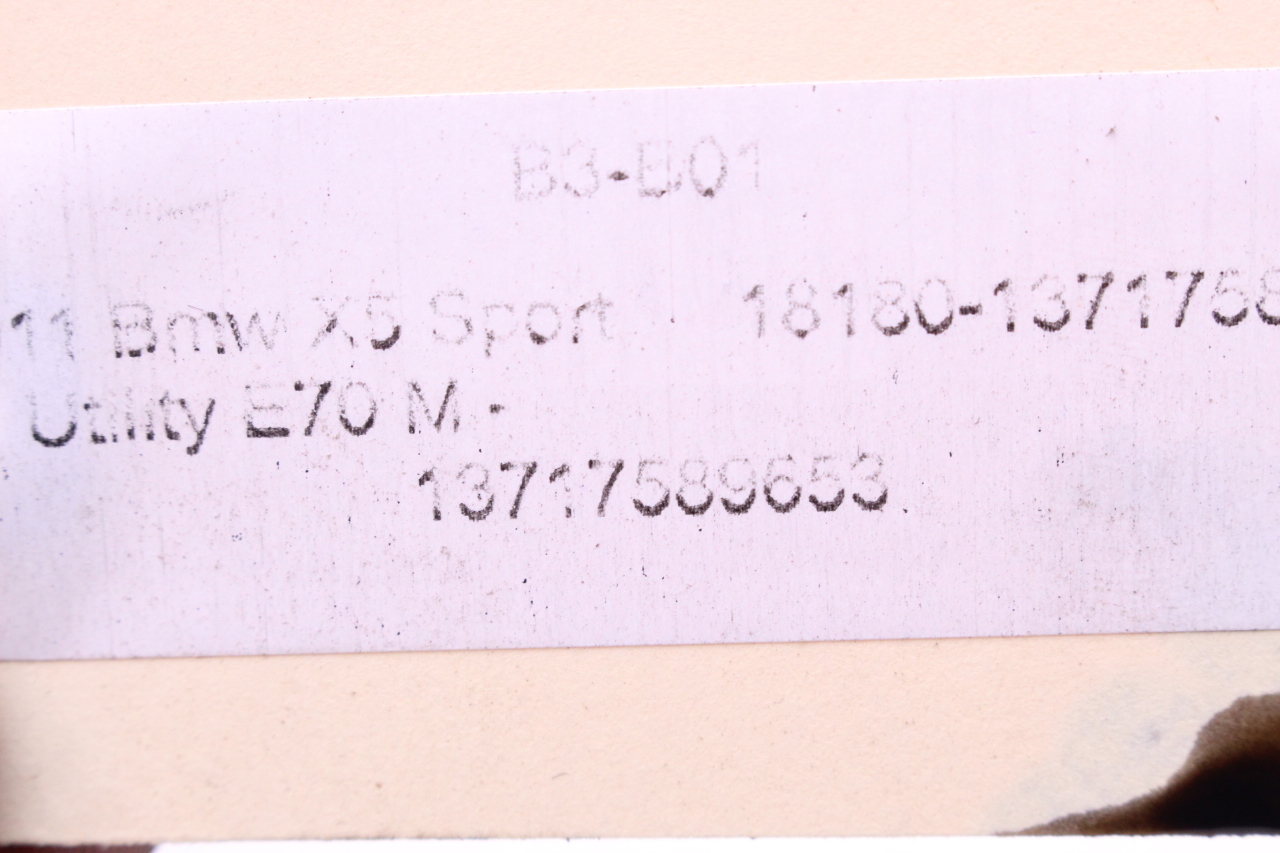 B3-B01
11 Bmw X5 Sport 18180-1371758
Utility E70 M -
13717589653